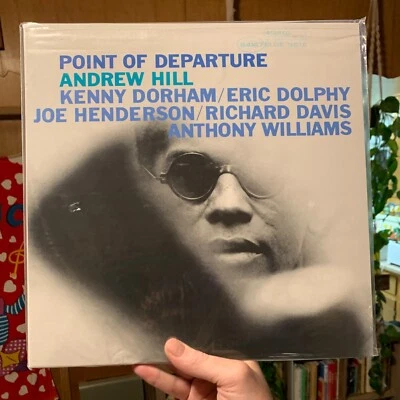 POINT OF DEPARTURE
ANDREW HILL
KENNY DORHAM/ERIC DOLPHY
JOE HENDERSON/RICHARD DAVIS
ANTHONY WILLIAMS